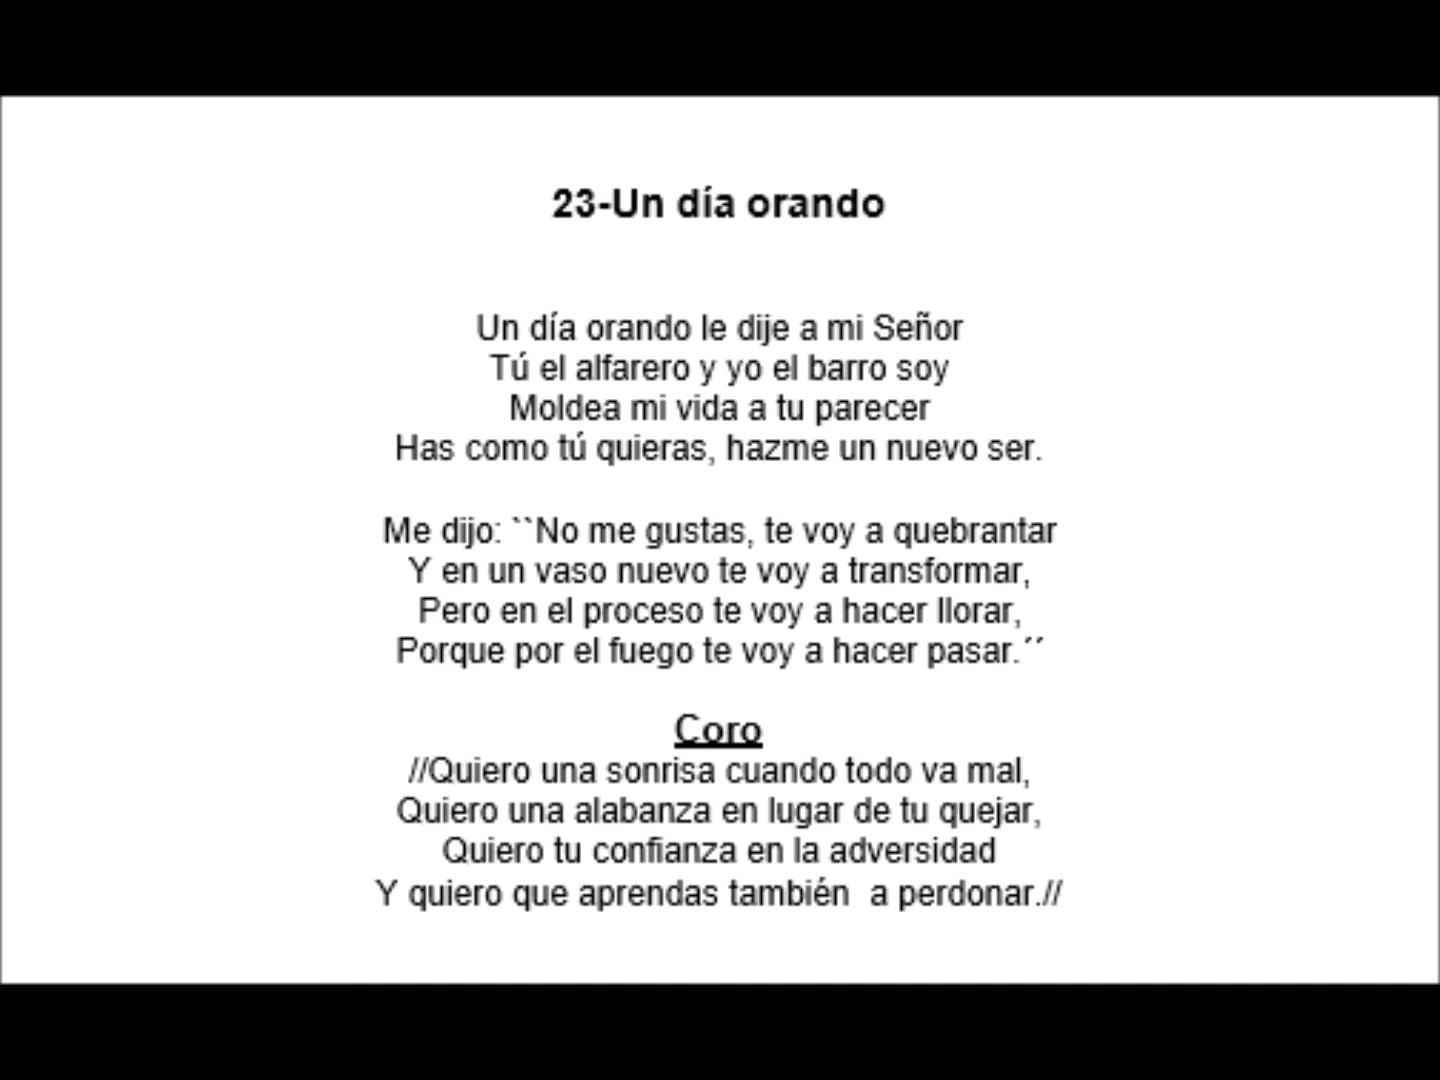 23-Un día orando
Un día orando le dije a mi Señor
Tú el alfarero y yo el barro soy
Moldea mi vida a tu parecer
Has como tú quieras, hazme un nuevo ser.
Me dijo: ``No me gustas, te voy a quebrantar
Y en un vaso nuevo te voy a transformar,
Pero en el proceso te voy a hacer llorar,
Porque por el fuego te voy a hacer pasar.´´
Coro
//Quiero una sonrisa cuando todo va mal,
Quiero una alabanza en lugar de tu quejar,
Quiero tu confianza en la adversidad
Y quiero que aprendas también  a perdonar.//